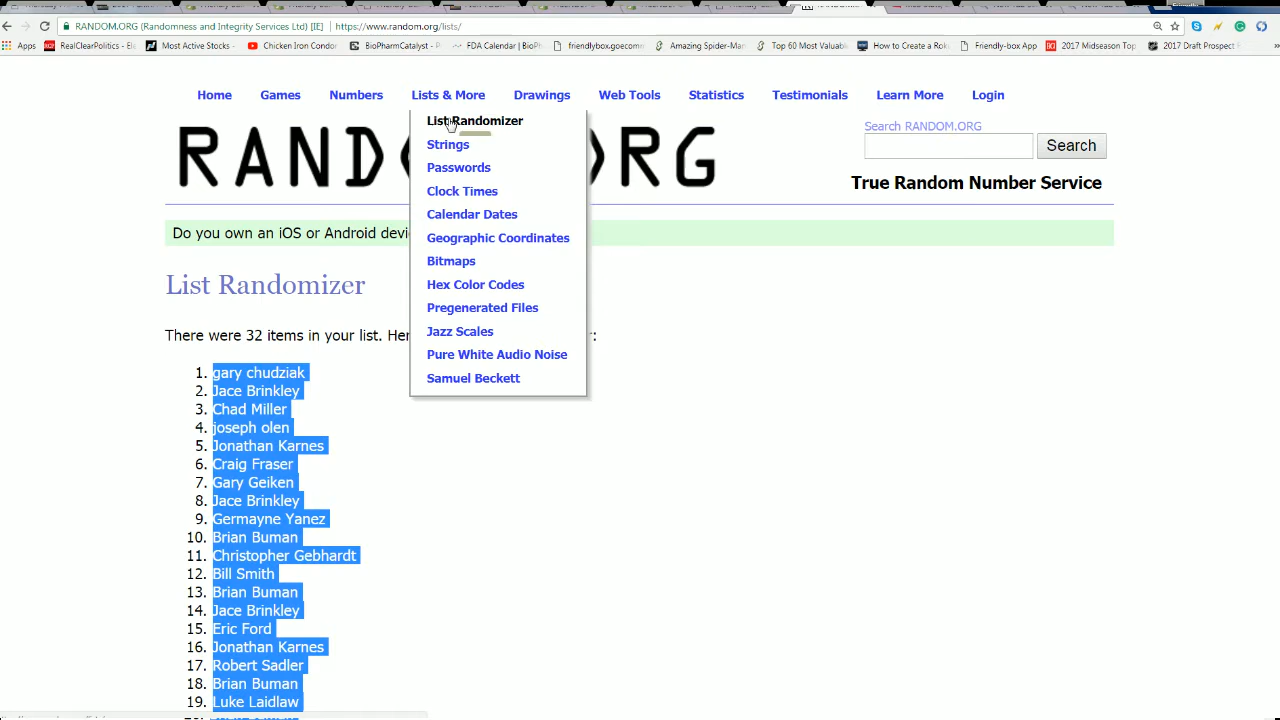 RANDOM.ORG (Randomness and Integrity Services Ltd) [IE] https://www.random.org/lists/
Apps RealClearPolitics - Ele Most Active Stocks - Chicken Iron Condor BioPharmCatalyst - P FDA Calendar | BioPh friendlybox.goecomm Amazing Spider-Man Top 60 Most Valuabl How to Create a Rok Friendly-box App 2017 Midseason Top 2017 Draft Prospect
Home Games Numbers Lists & More Drawings Web Tools Statistics Testimonials Learn More Login
List Randomizer
Strings
Passwords
Clock Times
Calendar Dates
Geographic Coordinates
Bitmaps
Hex Color Codes
Pregenerated Files
Jazz Scales
Pure White Audio Noise
Samuel Beckett
Search RANDOM.ORG
Search
True Random Number Service
Do you own an iOS or Android devi
List Randomizer
There were 32 items in your list. Her
1. gary chudziak
2. Jace Brinkley
3. Chad Miller
4. joseph olen
5. Jonathan Karnes
6. Craig Fraser
7. Gary Geiken
8. Jace Brinkley
9. Germayne Yanez
10. Brian Buman
11. Christopher Gebhardt
12. Bill Smith
13. Brian Buman
14. Jace Brinkley
15. Eric Ford
16. Jonathan Karnes
17. Robert Sadler
18. Brian Buman
19. Luke Laidlaw